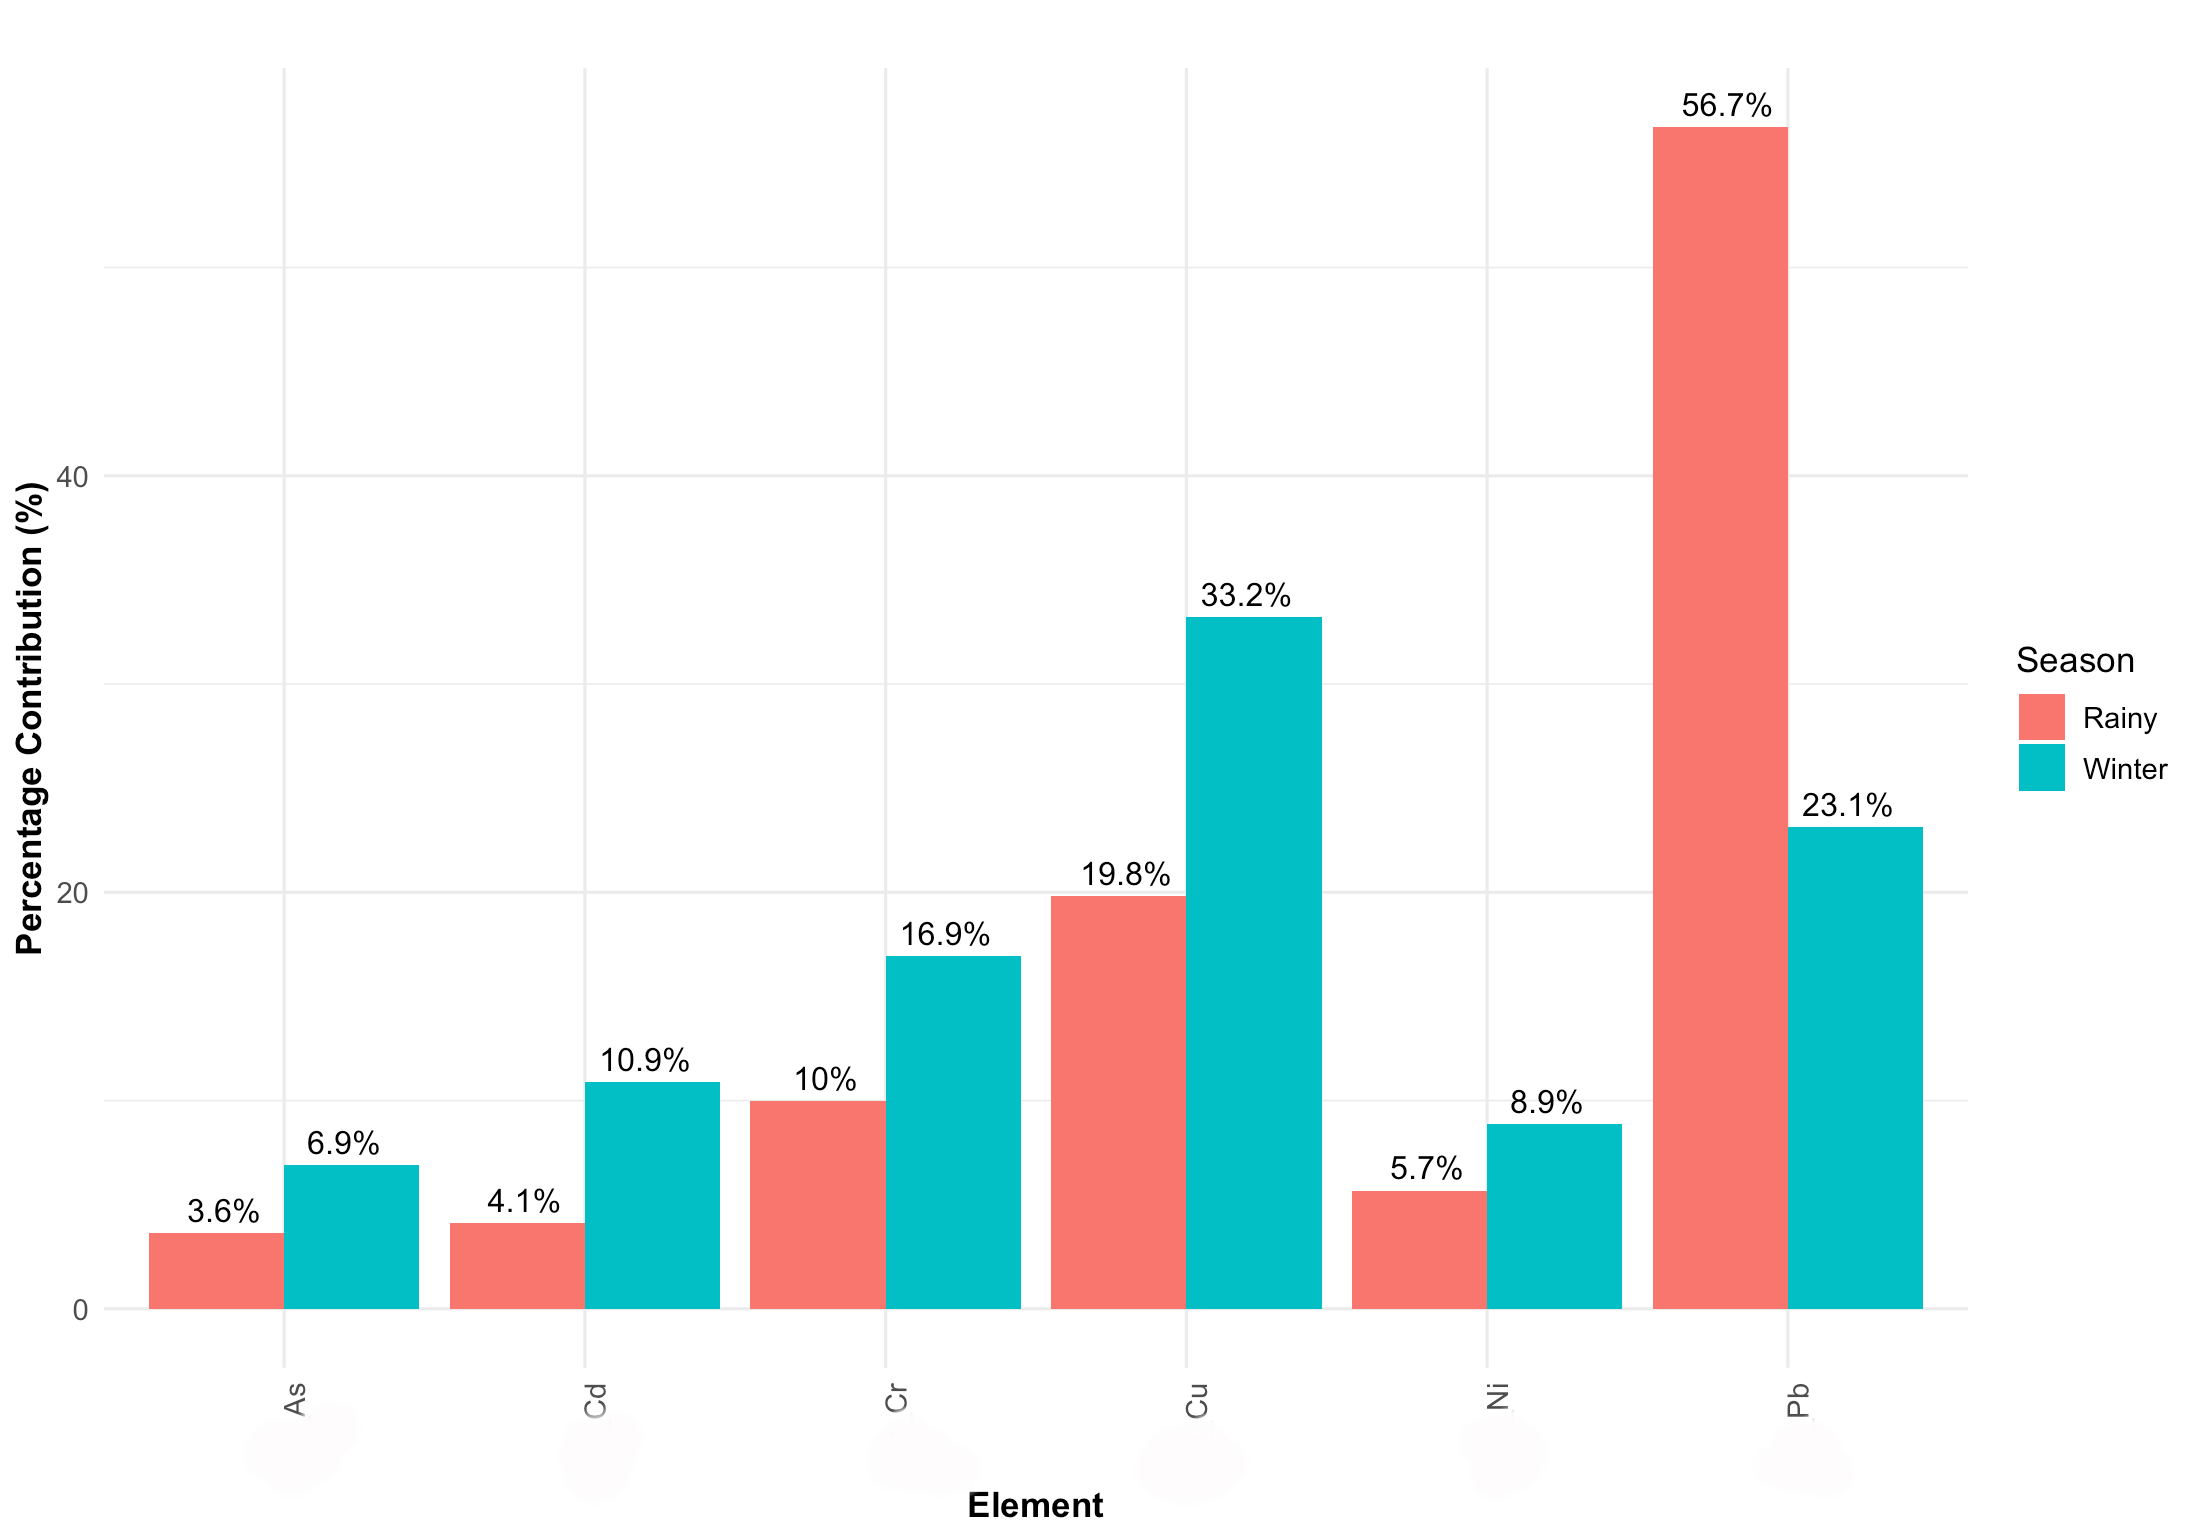 56.7%
40
33.2%
23.1%
20
19.8%
16.9%
10.9%
10%
8.9%
6.9%
5.7%
4.1%
3.6%
0
Percentage Contribution (%)
As
Cd
Cr
Cu
Ni
Pb
Element
Season
Rainy
Winter